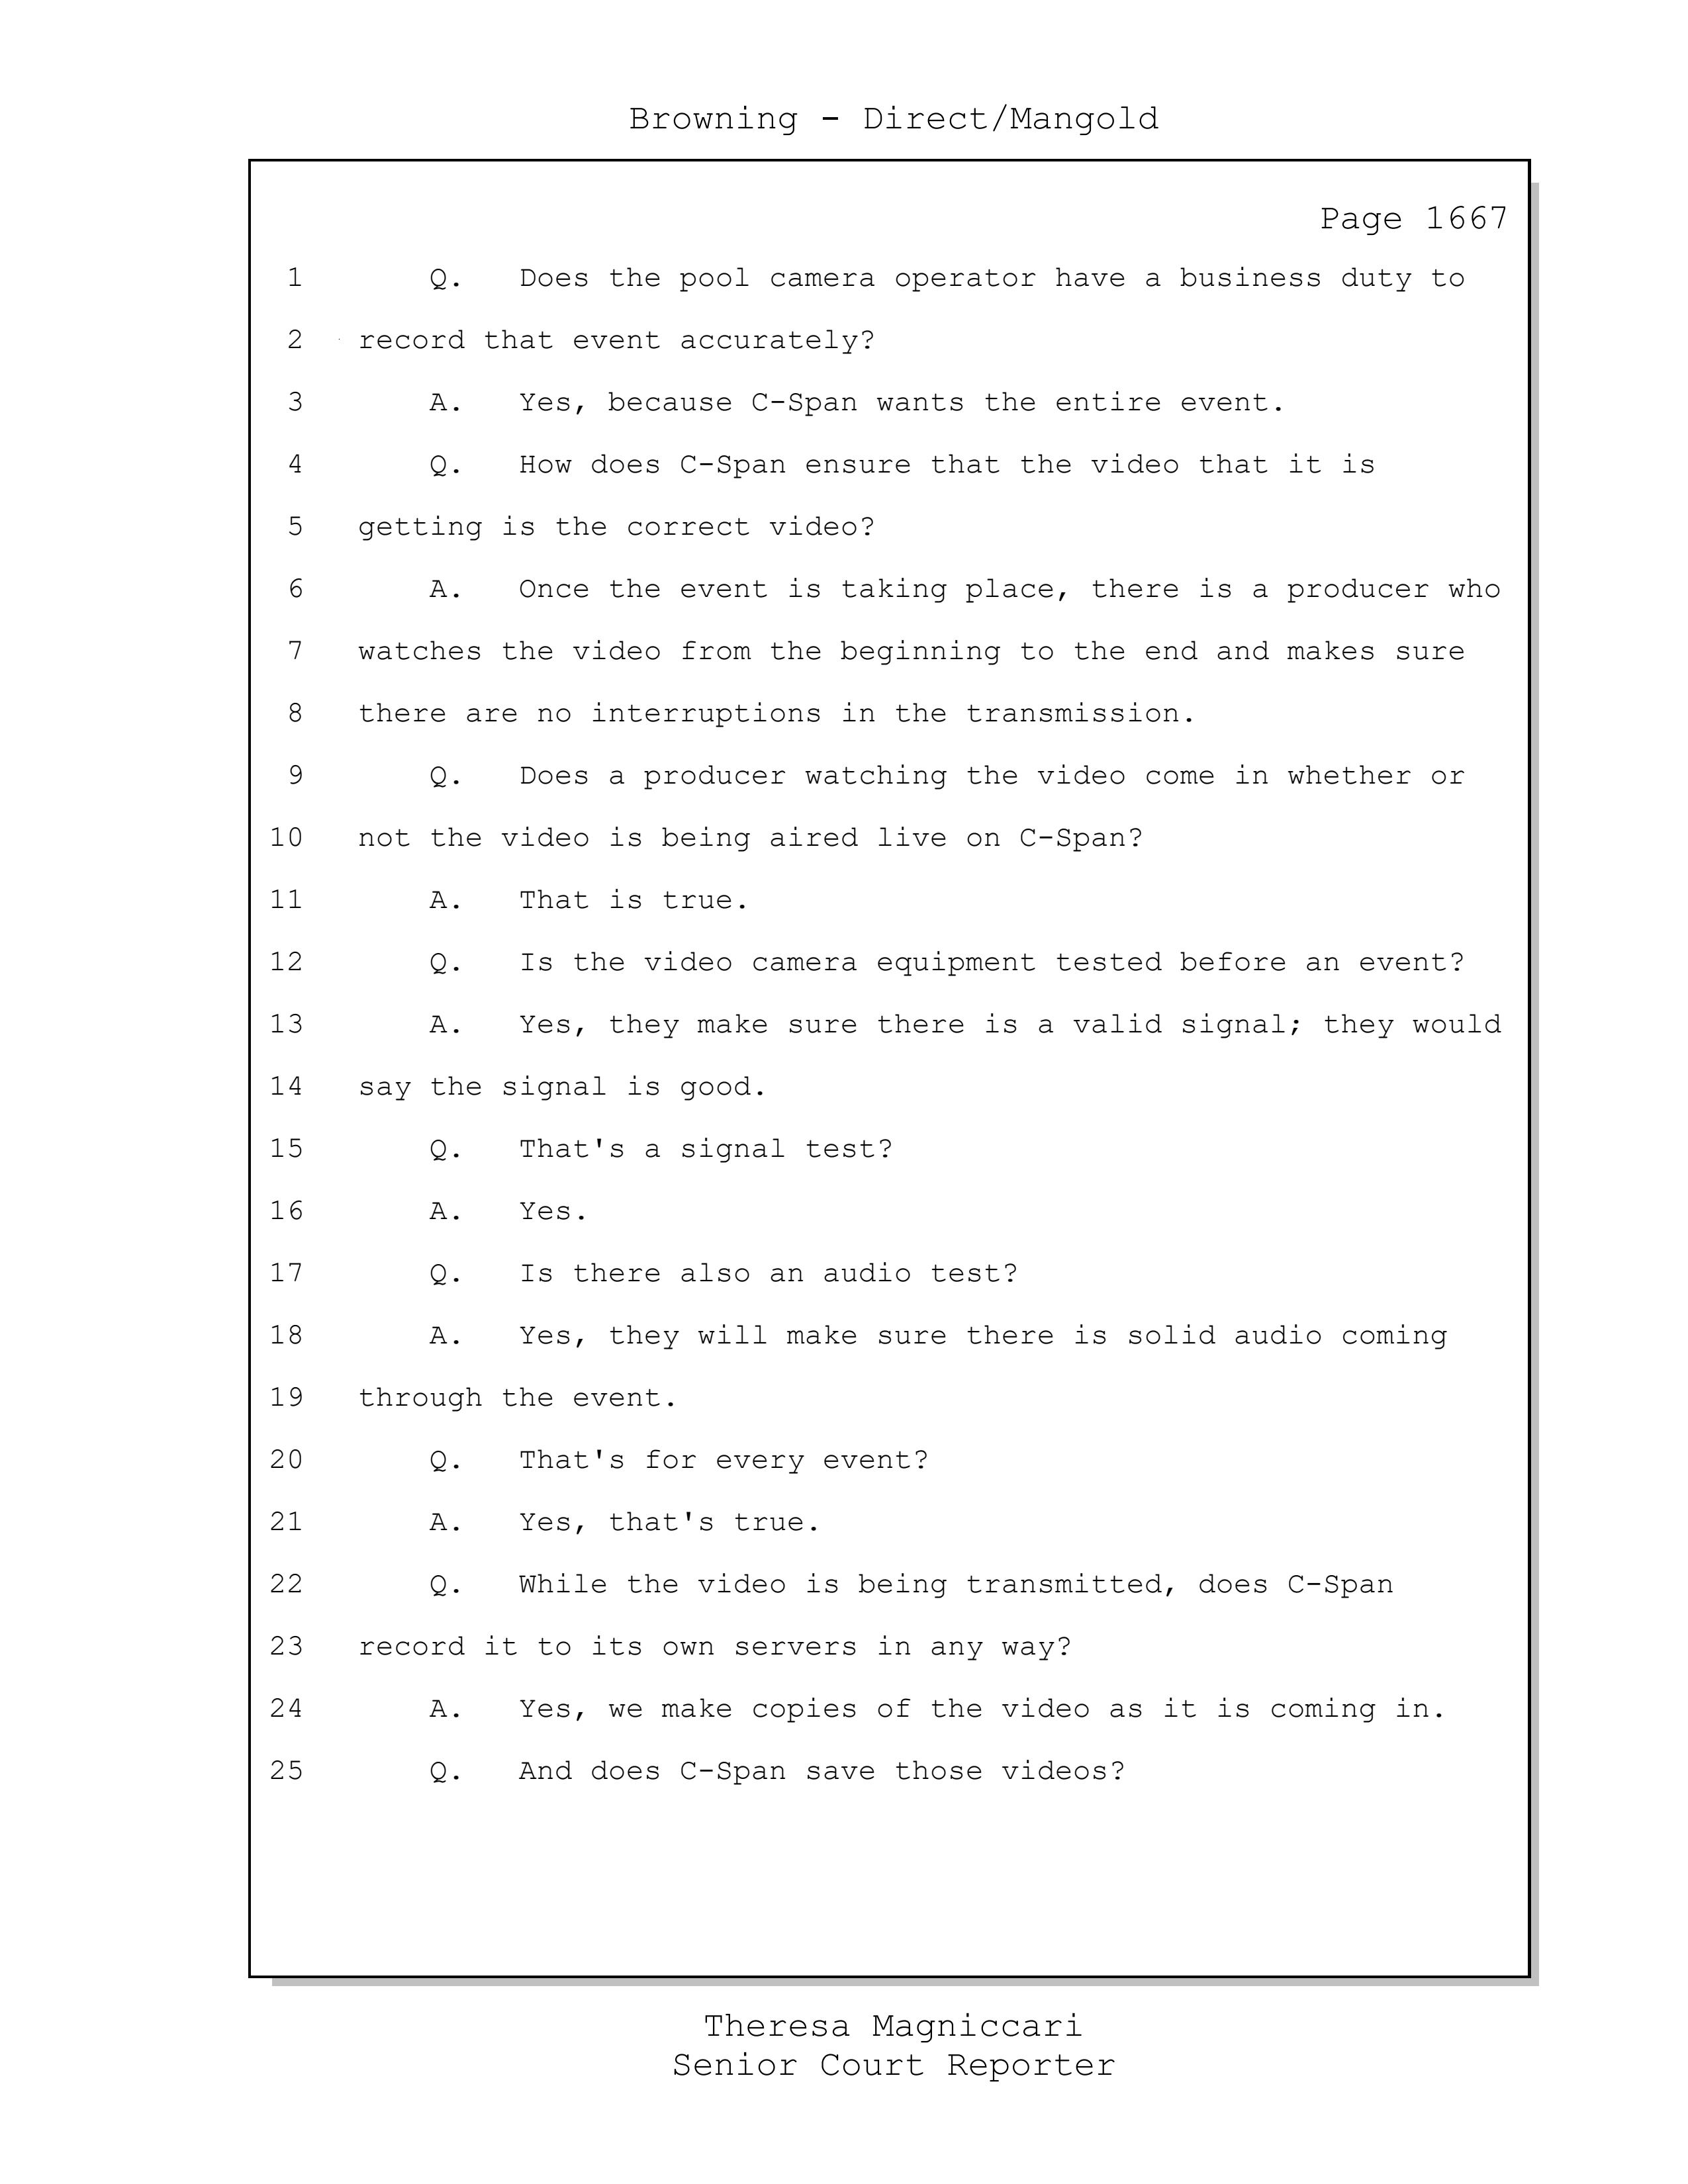 Browning - Direct/Mangold
Page 1667
1 Q. Does the pool camera operator have a business duty to
2 record that event accurately?
3 A. Yes, because C-Span wants the entire event.
4 Q. How does C-Span ensure that the video that it is
5 getting is the correct video?
6 A. Once the event is taking place, there is a producer who
7 watches the video from the beginning to the end and makes sure
8 there are no interruptions in the transmission.
9 Q. Does a producer watching the video come in whether or
10 not the video is being aired live on C-Span?
11 A. That is true.
12 Q. Is the video camera equipment tested before an event?
13 A. Yes, they make sure there is a valid signal; they would
14 say the signal is good.
15 Q. That's a signal test?
16 A. Yes.
17 Q. Is there also an audio test?
18 A. Yes, they will make sure there is solid audio coming
19 through the event.
20 Q. That's for every event?
21 A. Yes, that's true.
22 Q. While the video is being transmitted, does C-Span
23 record it to its own servers in any way?
24 A. Yes, we make copies of the video as it is coming in.
25 Q. And does C-Span save those videos?
Theresa Magniccari
Senior Court Reporter